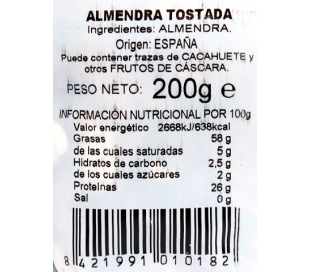 ALMENDRA TOSTADA
Ingredientes: ALMENDRA.
Origen: ESPAÑA
Puede contener trazas de CACAHUETE y
otros FRUTOS DE CÁSCARA.
PESO NETO: 200g e
INFORMACIÓN NUTRICIONAL POR 100g
Valor energético 2668kJ/638kcal
Grasas 58 g
de las cuales saturadas 5 g
Hidratos de carbono 2,5 g
de los cuales azúcares 2 g
Proteínas 26 g
Sal 0 g
8 421991 010182